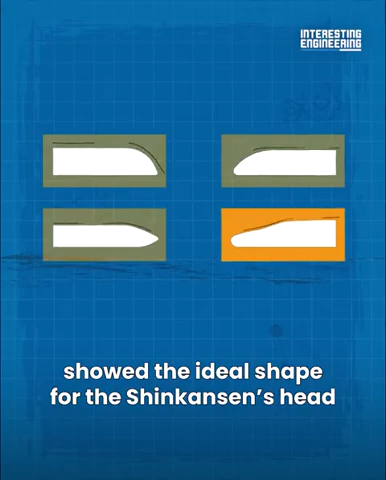 INTERESTING
ENGINEERING
showed the ideal shape
for the Shinkansen's head